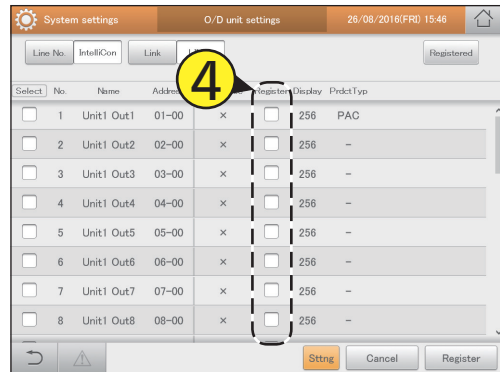 System settings O/D unit settings 26/08/2016(FRI) 15:46
Line No. IntelliCon Link Registered
4
Select No. Name Register Display PrdctTyp
1 Unit1 Out1 01-00 × 256 PAC
2 Unit1 Out2 02-00 × 256 -
3 Unit1 Out3 03-00 × 256 -
4 Unit1 Out4 04-00 × 256 -
5 Unit1 Out5 05-00 × 256 -
6 Unit1 Out6 06-00 × 256 -
7 Unit1 Out7 07-00 × 256 -
8 Unit1 Out8 08-00 × 256 -
Sttng Cancel Register